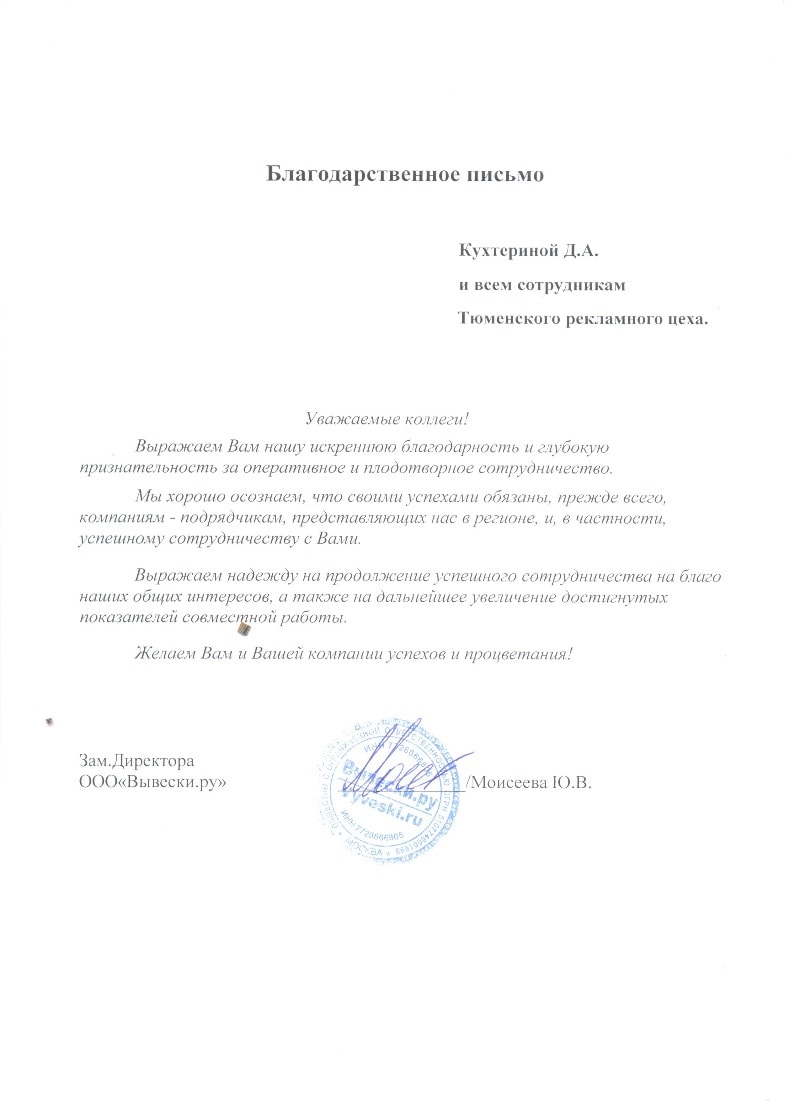 Благодарственное письмо
Кухтериной Д.А.
и всем сотрудникам
Тюменского рекламного цеха.
Уважаемые коллеги!
Выражаем Вам нашу искреннюю благодарность и глубокую
признательность за оперативное и плодотворное сотрудничество.
Мы хорошо осознаем, что своими успехами обязаны, прежде всего,
компаниям - подрядчикам, представляющих нас в регионе, и, в частности,
успешному сотрудничеству с Вами.
Выражаем надежду на продолжение успешного сотрудничества на благо
наших общих интересов, а также на дальнейшее увеличение достигнутых
показателей совместной работы.
Желаем Вам и Вашей компании успехов и процветания!
Зам.Директора
ООО«Вывески.ру»
/Моисеева Ю.В.
Вывески.ру
Vyveski.ru
МОСКВА